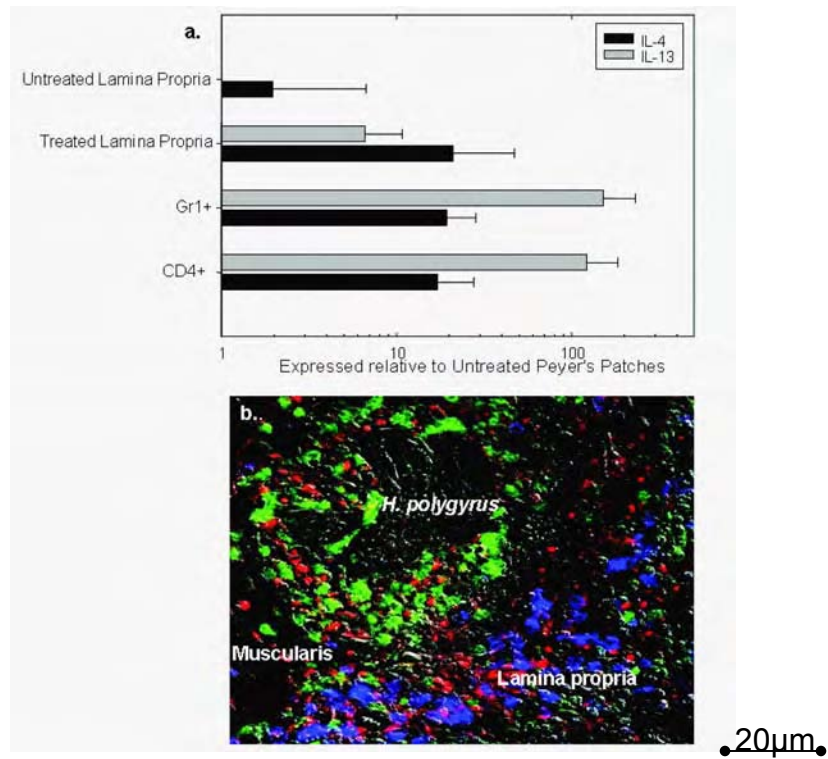 a.
IL-4
IL-13
Untreated Lamina Propria
Treated Lamina Propria
Gr1+
CD4+
1 10 100
Expressed relative to Untreated Peyer's Patches
b.
H. polygyrus
Muscularis
Lamina propria
20µm